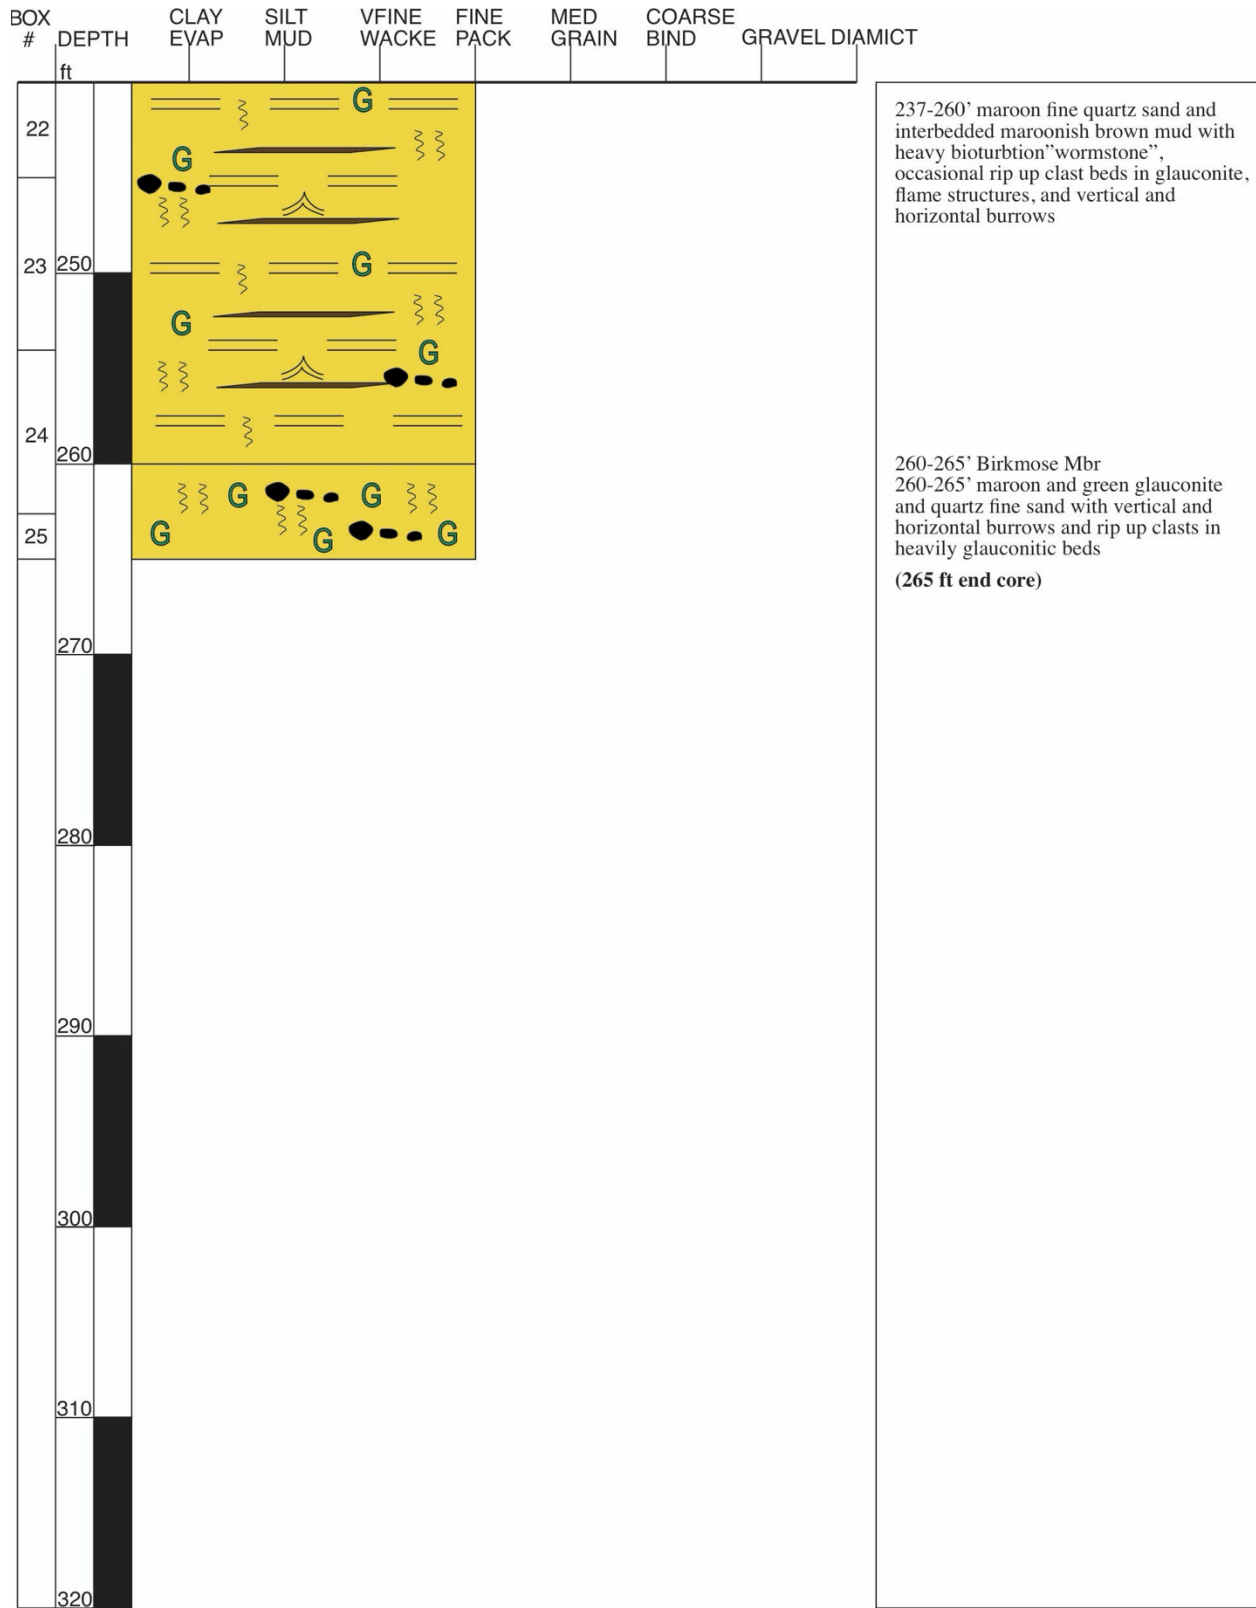 BOX CLAY SILT VFINE FINE MED COARSE
# DEPTH EVAP MUD WACKE PACK GRAIN BIND GRAVEL DIAMICT
ft
G
237-260’ maroon fine quartz sand and
22
interbedded maroonish brown mud with
heavy bioturbtion”wormstone”,
G
occasional rip up clast beds in glauconite,
flame structures, and vertical and
horizontal burrows
23 250 G
G
G
24
260
260-265’ Birkmose Mbr
260-265’ maroon and green glauconite
G G
and quartz fine sand with vertical and
horizontal burrows and rip up clasts in
25 G G G
heavily glauconitic beds
(265 ft end core)
270
280
290
300
310
320